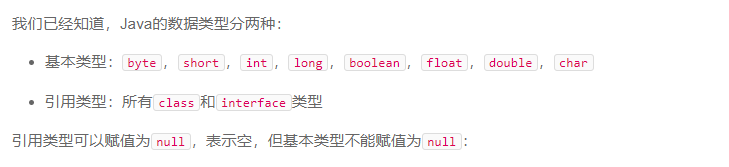 我们已经知道，Java的数据类型分两种：
• 基本类型：byte，short，int，long，boolean，float，double，char
• 引用类型：所有class和interface类型
引用类型可以赋值为null，表示空，但基本类型不能赋值为null：